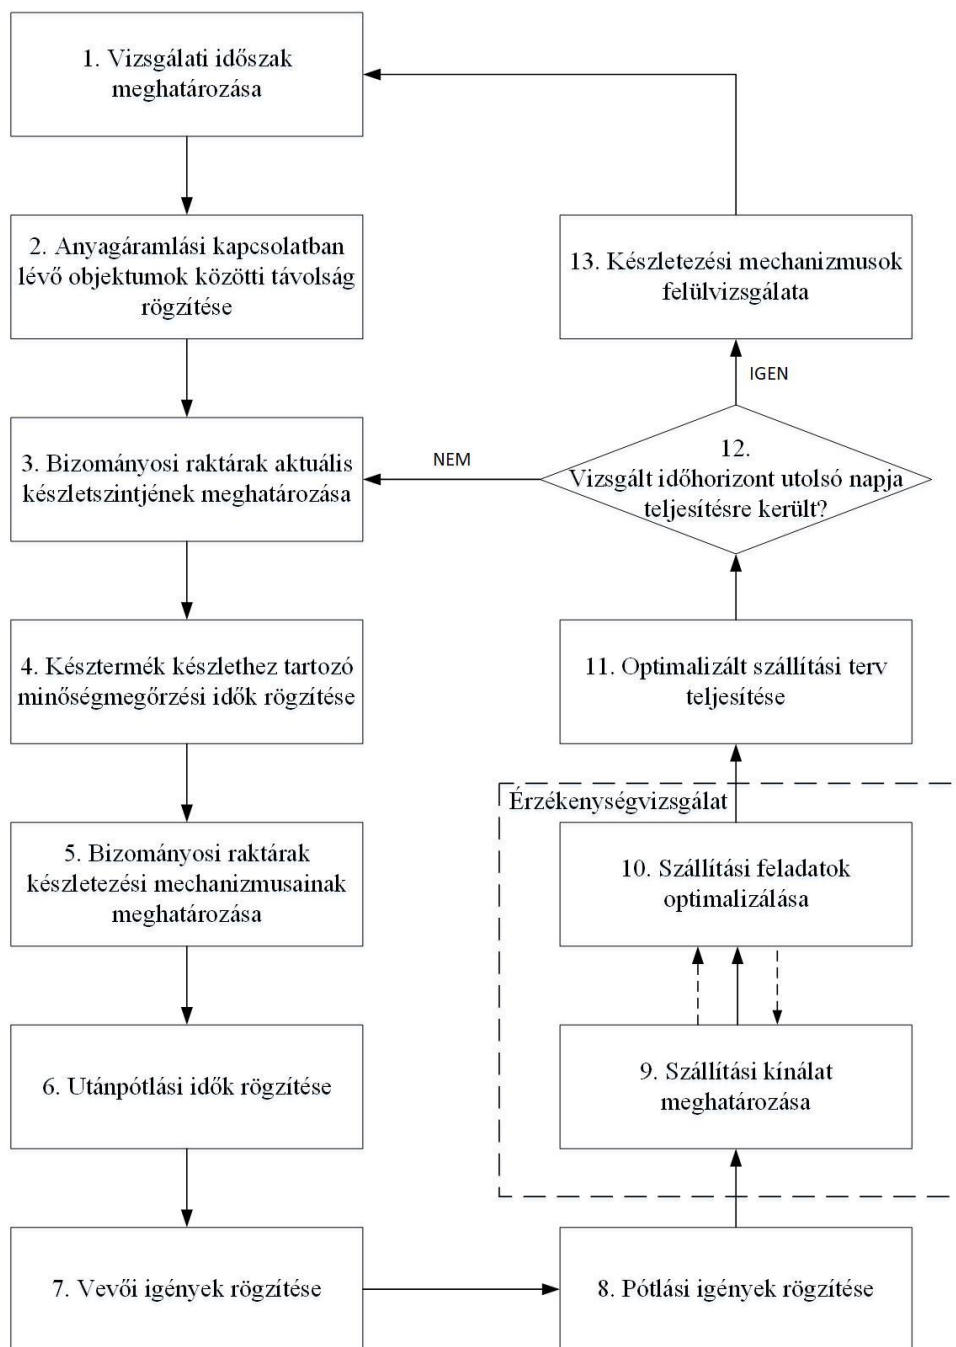 1. Vizsgálati időszak
meghatározása
2. Anyagáramlási kapcsolatban
lévő objektumok közötti távolság
rögzítése
3. Bizományosi raktárak aktuális
készletszintjének meghatározása
4. Késztermék készlethez tartozó
minőségmegőrzési idők rögzítése
5. Bizományosi raktárak
készletezési mechanizmusainak
meghatározása
6. Utánpótlási idők rögzítése
7. Vevői igények rögzítése
8. Pótlási igények rögzítése
9. Szállítási kínálat
meghatározása
Érzékenységvizsgálat
10. Szállítási feladatok
optimalizálása
11. Optimalizált szállítási terv
teljesítése
12.
Vizsgált időhorizont utolsó napja
teljesítésre került?
NEM
IGEN
13. Készletezési mechanizmusok
felülvizsgálata